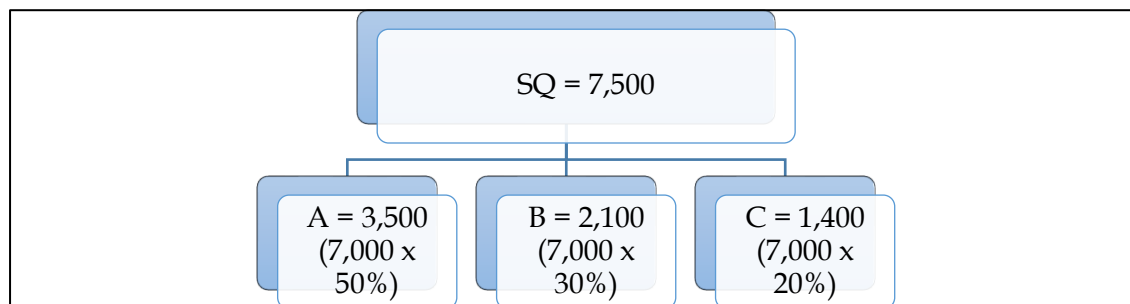 SQ = 7,500
A = 3,500
(7,000 x
50%)
B = 2,100
(7,000 x
30%)
C = 1,400
(7,000 x
20%)